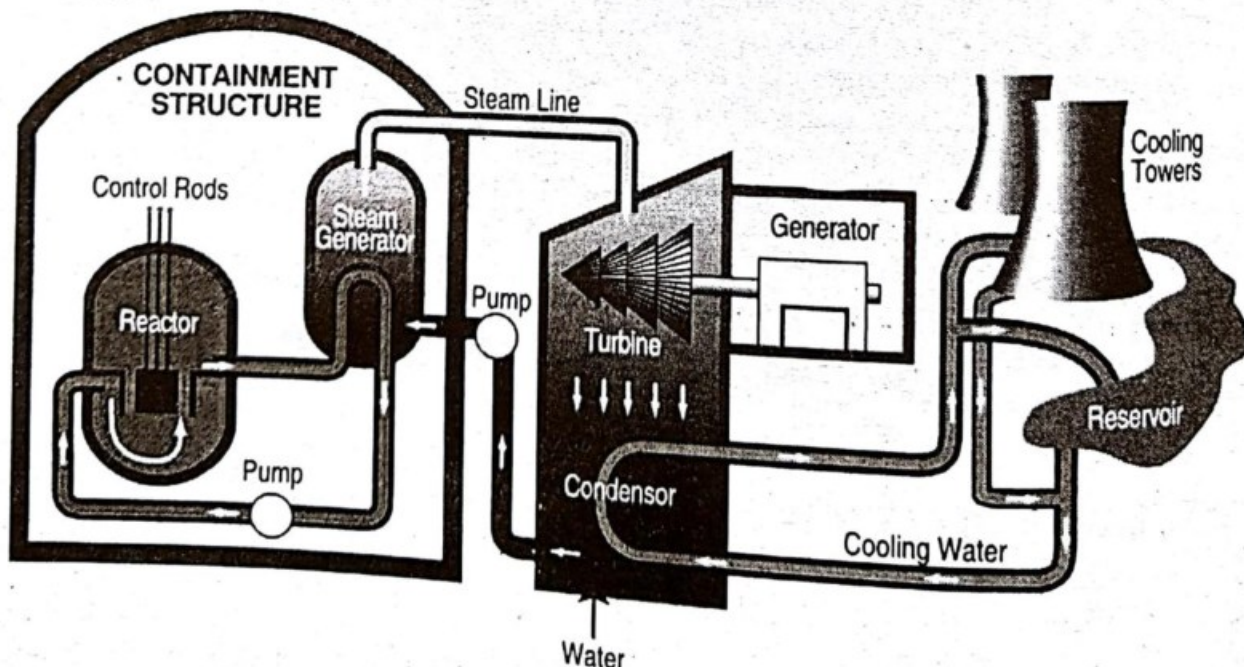 CONTAINMENT
STRUCTURE
Steam Line
Cooling
Towers
Control Rods
Steam
Generator
Generator
Pump
Reactor
Turbine
Reservoir
Pump
Condensor
Cooling Water
Water